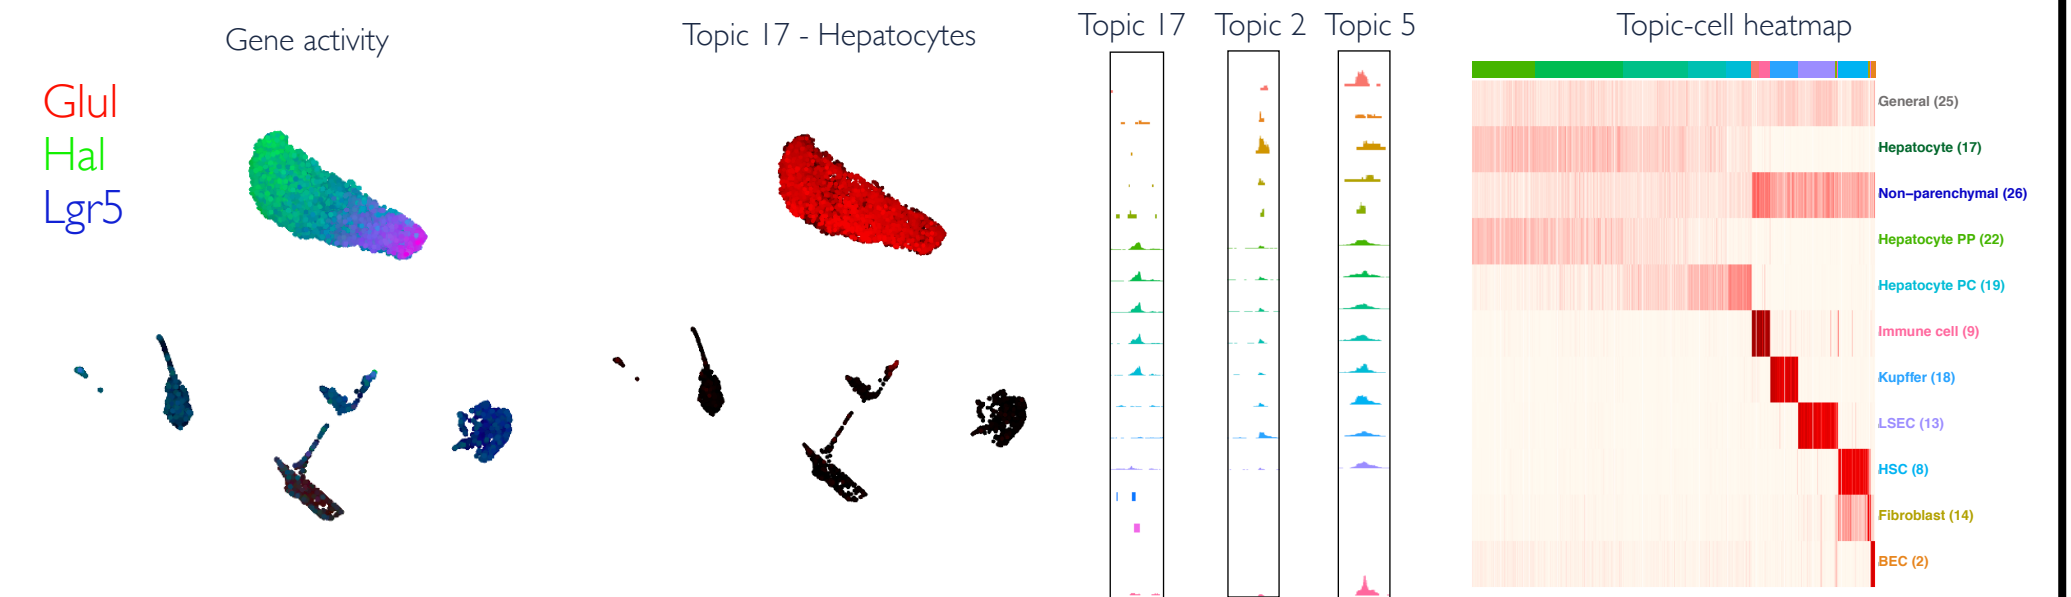 Gene activity
Glul
Hal
Lgr5
Topic 17 - Hepatocytes
Topic 17
Topic 2
Topic 5
Topic-cell heatmap
General (25)
Hepatocyte (17)
Non–parenchymal (26)
Hepatocyte PP (22)
Hepatocyte PC (19)
Immune cell (9)
Kupffer (18)
LSEC (13)
HSC (8)
Fibroblast (14)
BEC (2)